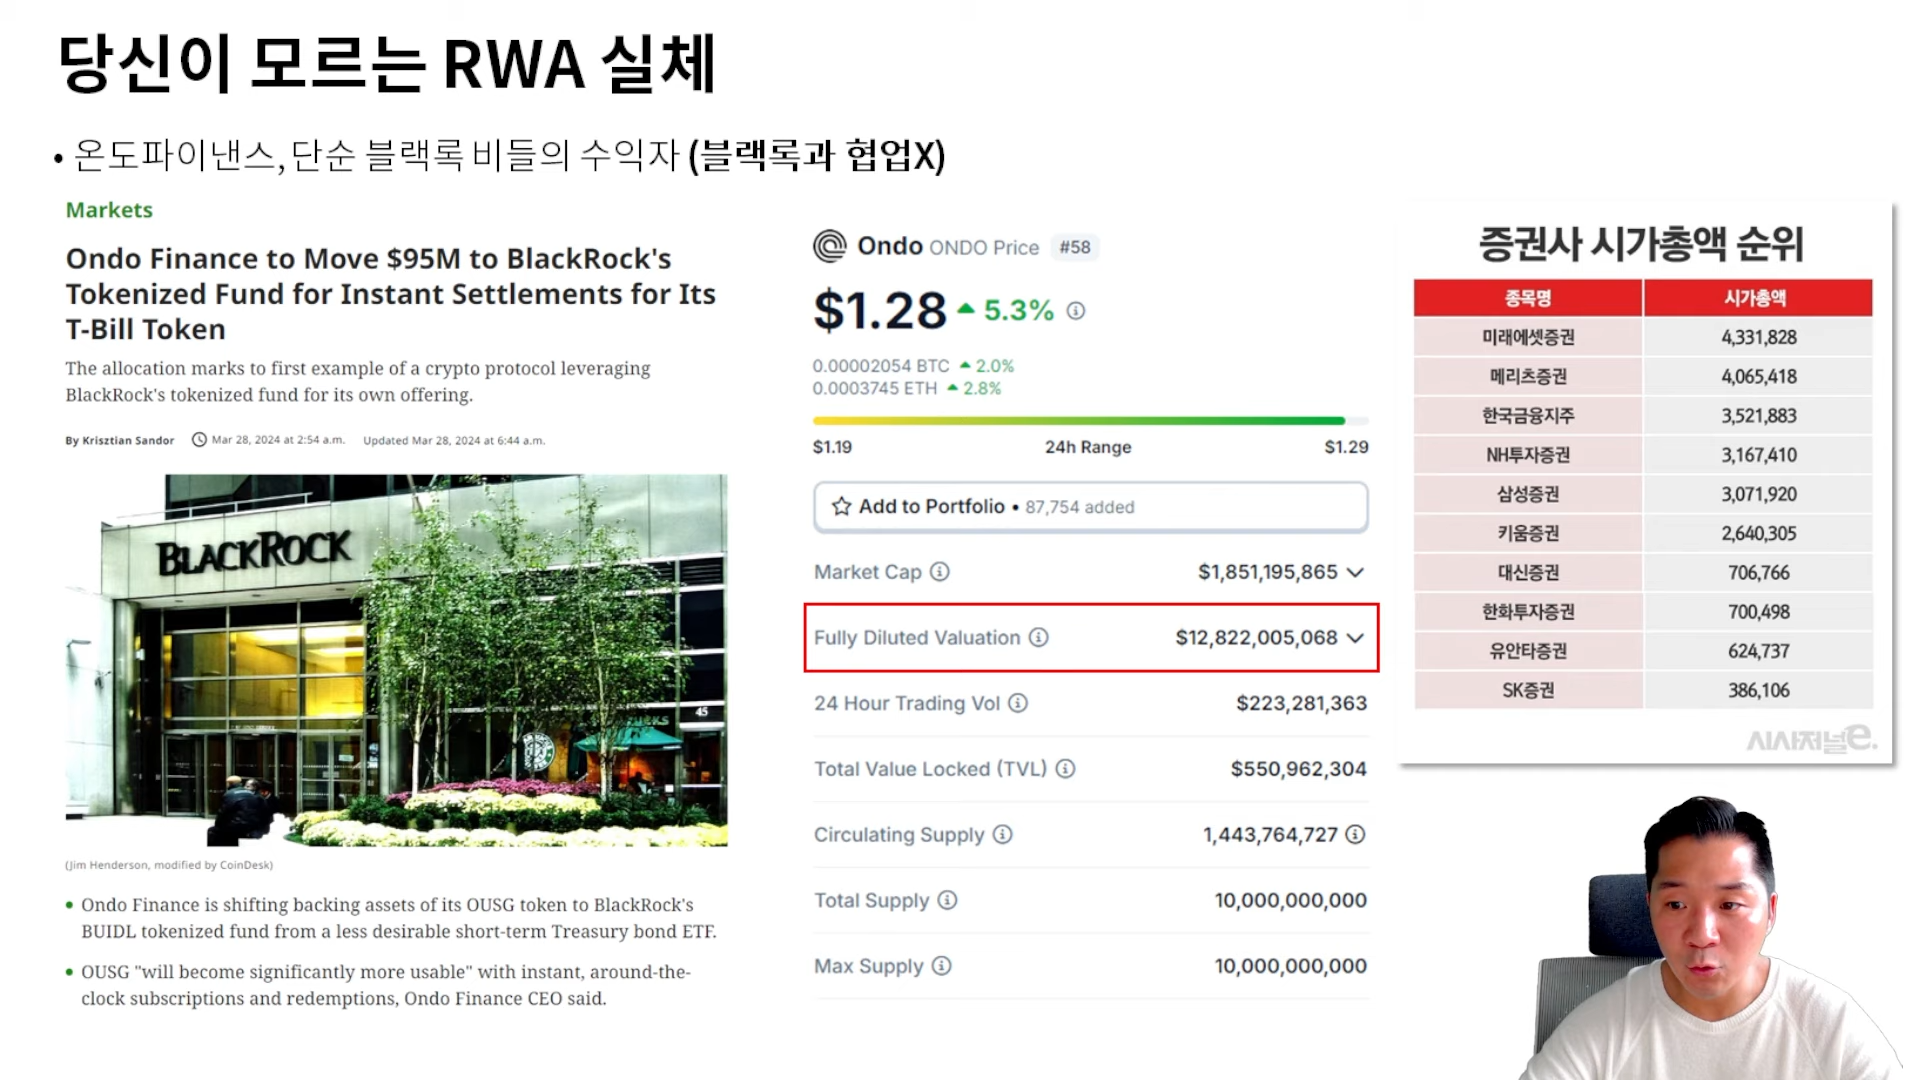 당신이 모르는 RWA 실체
• 온도파이낸스, 단순 블랙록 비들의 수익자 (블랙록과 협업X)
Markets
Ondo Finance to Move $95M to BlackRock's
Tokenized Fund for Instant Settlements for Its
T-Bill Token
The allocation marks to first example of a crypto protocol leveraging
BlackRock's tokenized fund for its own offering.
By Krisztian Sandor Mar 28, 2024 at 2:54 a.m. Updated Mar 28, 2024 at 6:44 a.m.
BLACKROCK
45
(Jim Henderson, modified by CoinDesk)
• Ondo Finance is shifting backing assets of its OUSG token to BlackRock's
BUIDL tokenized fund from a less desirable short-term Treasury bond ETF.
• OUSG "will become significantly more usable" with instant, around-the-
clock subscriptions and redemptions, Ondo Finance CEO said.
Ondo ONDO Price #58
$1.28 ▲ 5.3%
0.00002054 BTC ▲ 2.0%
0.0003745 ETH ▲ 2.8%
$1.19 24h Range $1.29
Add to Portfolio • 87,754 added
Market Cap $1,851,195,865
Fully Diluted Valuation $12,822,005,068
24 Hour Trading Vol $223,281,363
Total Value Locked (TVL) $550,962,304
Circulating Supply 1,443,764,727
Total Supply 10,000,000,000
Max Supply 10,000,000,000
증권사 시가총액 순위
종목명 시가총액
미래에셋증권 4,331,828
메리츠증권 4,065,418
한국금융지주 3,521,883
NH투자증권 3,167,410
삼성증권 3,071,920
키움증권 2,640,305
대신증권 706,766
한화투자증권 700,498
유안타증권 624,737
SK증권 386,106
시사저널e.